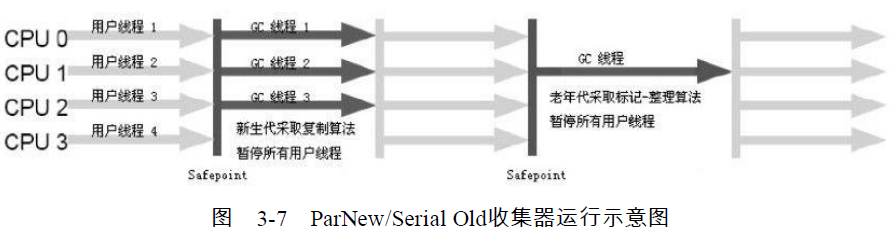 CPU 0
用户线程 1
GC 线程 1
CPU 1
用户线程 2
GC 线程 2
GC 线程
CPU 2
用户线程 3
GC 线程 3
老年代采取标记-整理算法
暂停所有用户线程
CPU 3
用户线程 4
新生代采取复制算法
暂停所有用户线程
Safepoint
Safepoint
图 3-7 ParNew/Serial Old收集器运行示意图